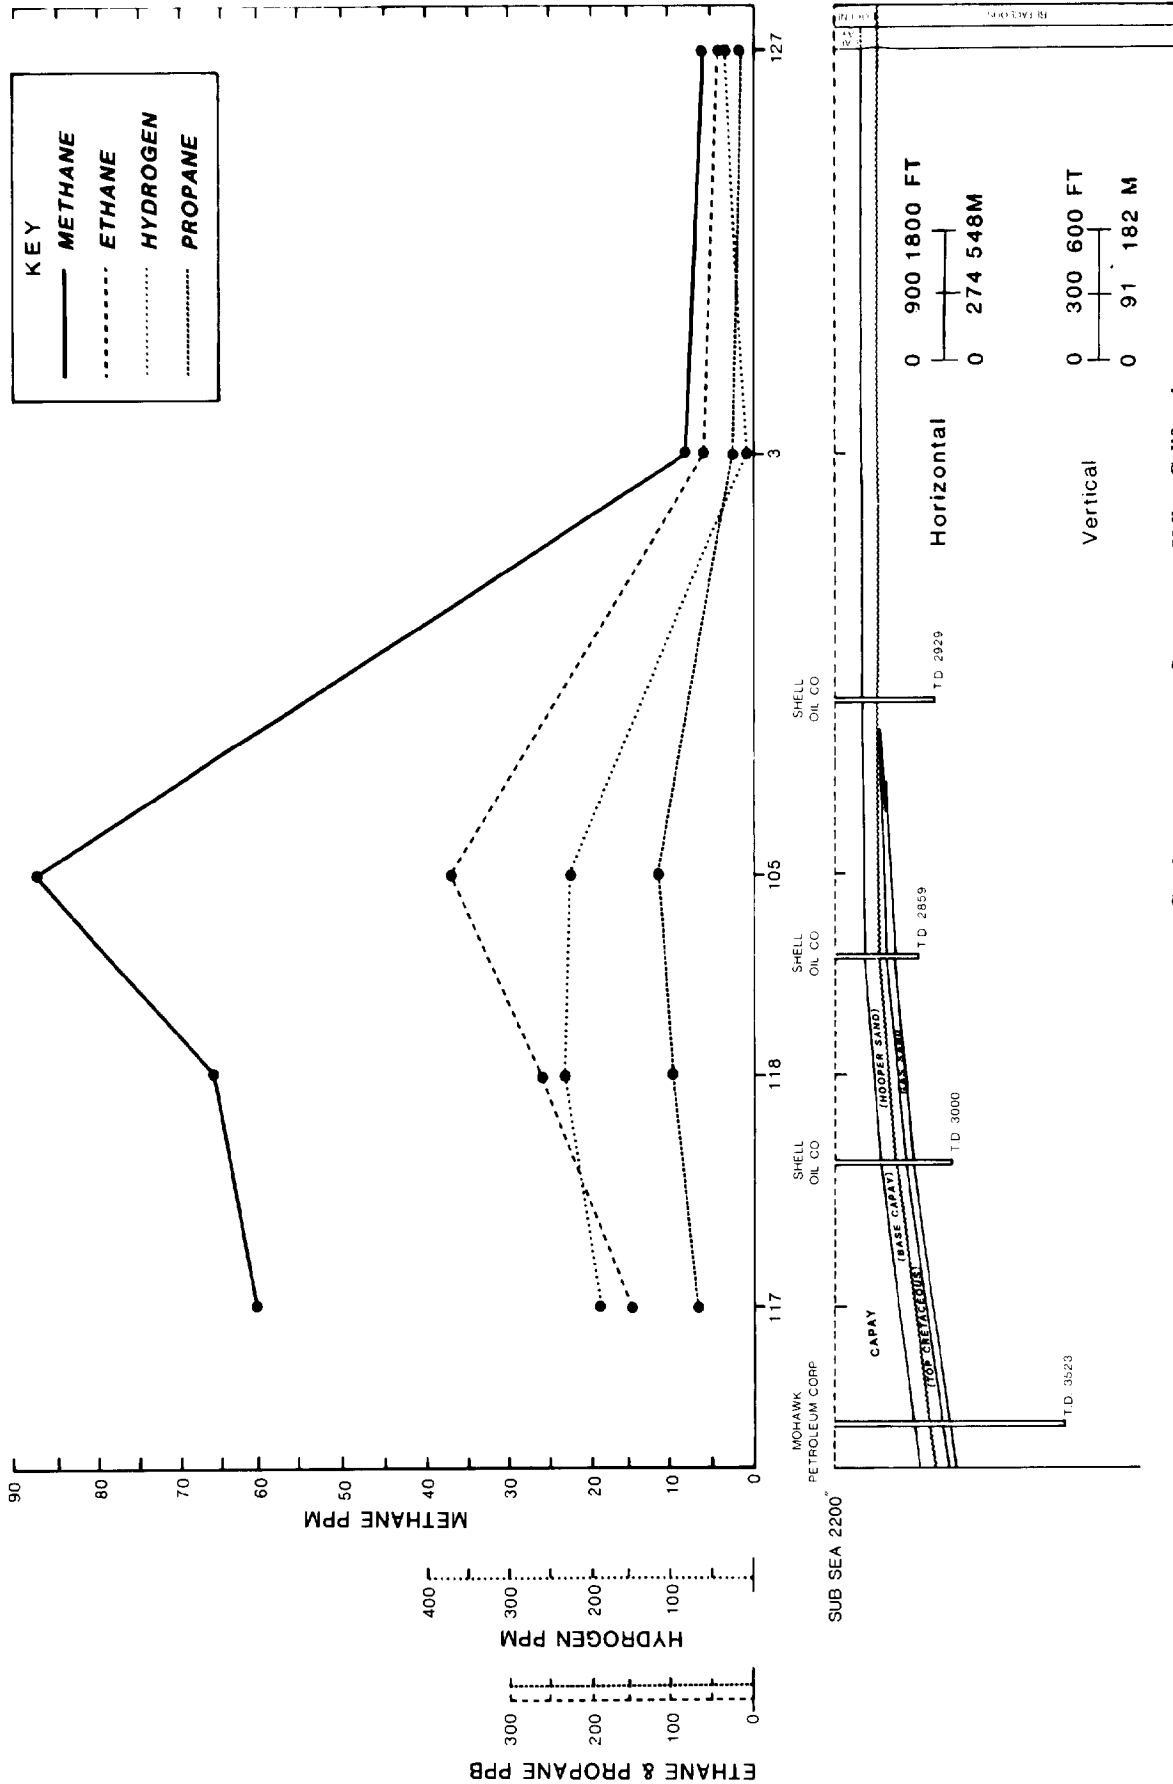 KEY
METHANE
ETHANE
HYDROGEN
PROPANE
ETHANE & PROPANE PPB
300
200
100
0
HYDROGEN PPM
400
300
200
100
METHANE PPM
90
80
70
60
50
40
30
20
10
0
117
118
105
3
127
SUB SEA 2200"
MOHAWK
PETROLEUM CORP
SHELL
OIL CO
SHELL
OIL CO
SHELL
OIL CO
CAPAY
(TOP CRETACEOUS)
(BASE CAPAY)
(HOOPER SAND)
GAS SAND
T.D. 3523
T.D. 3000
T.D. 2859
TD 2929
Horizontal
0 900 1800 FT
0 274 548M
Vertical
0 300 600 FT
0 91 182 M